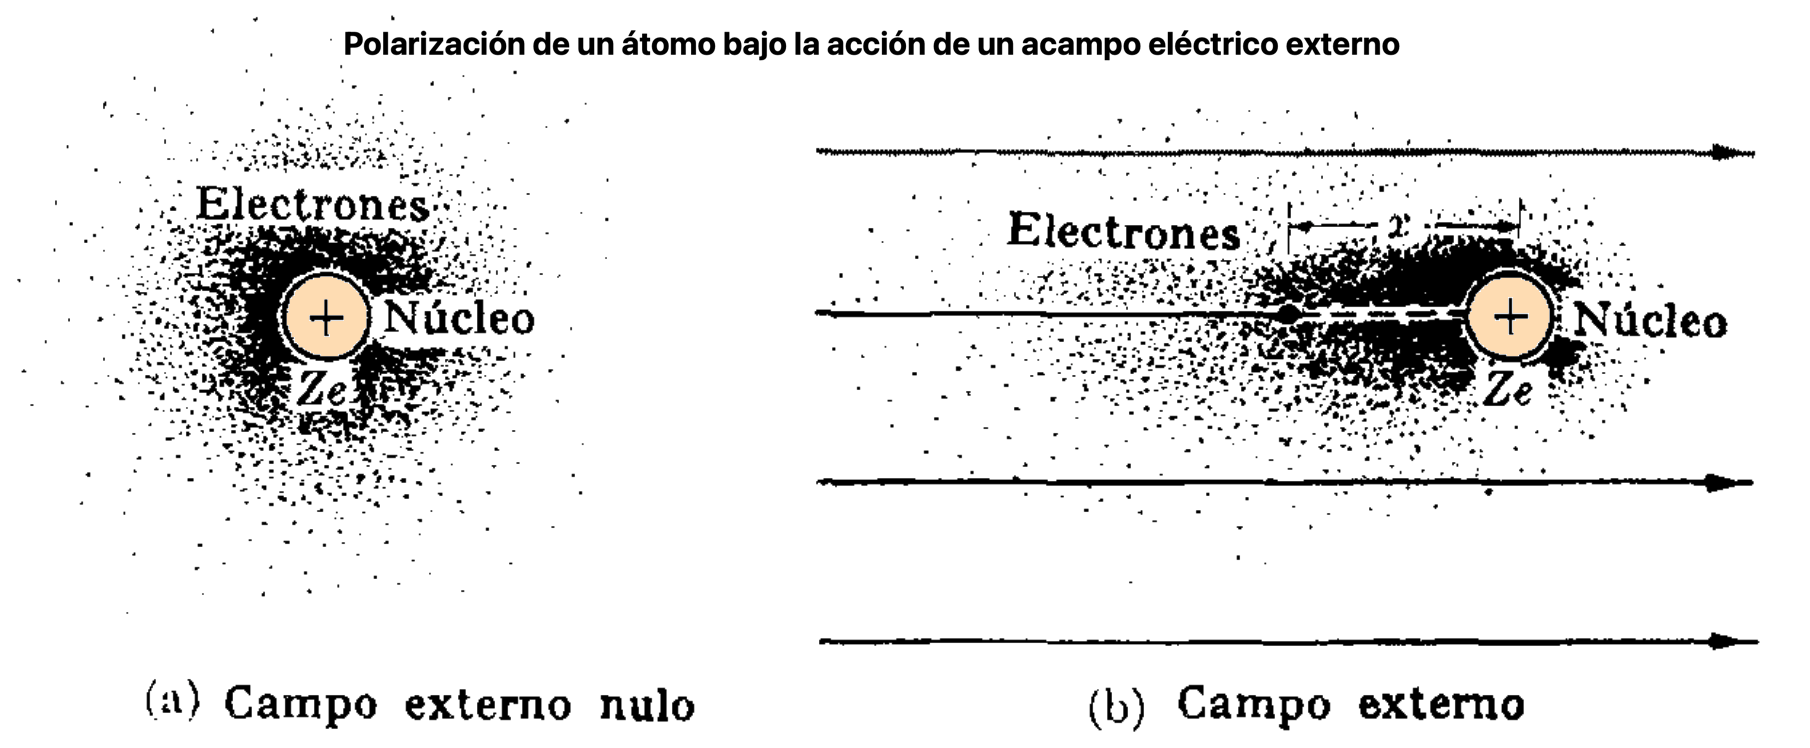 Polarización de un átomo bajo la acción de un acampo eléctrico externo
Electrones
+
Núcleo
Ze
(a) Campo externo nulo
Electrones
x
+
Núcleo
Ze
(b) Campo externo